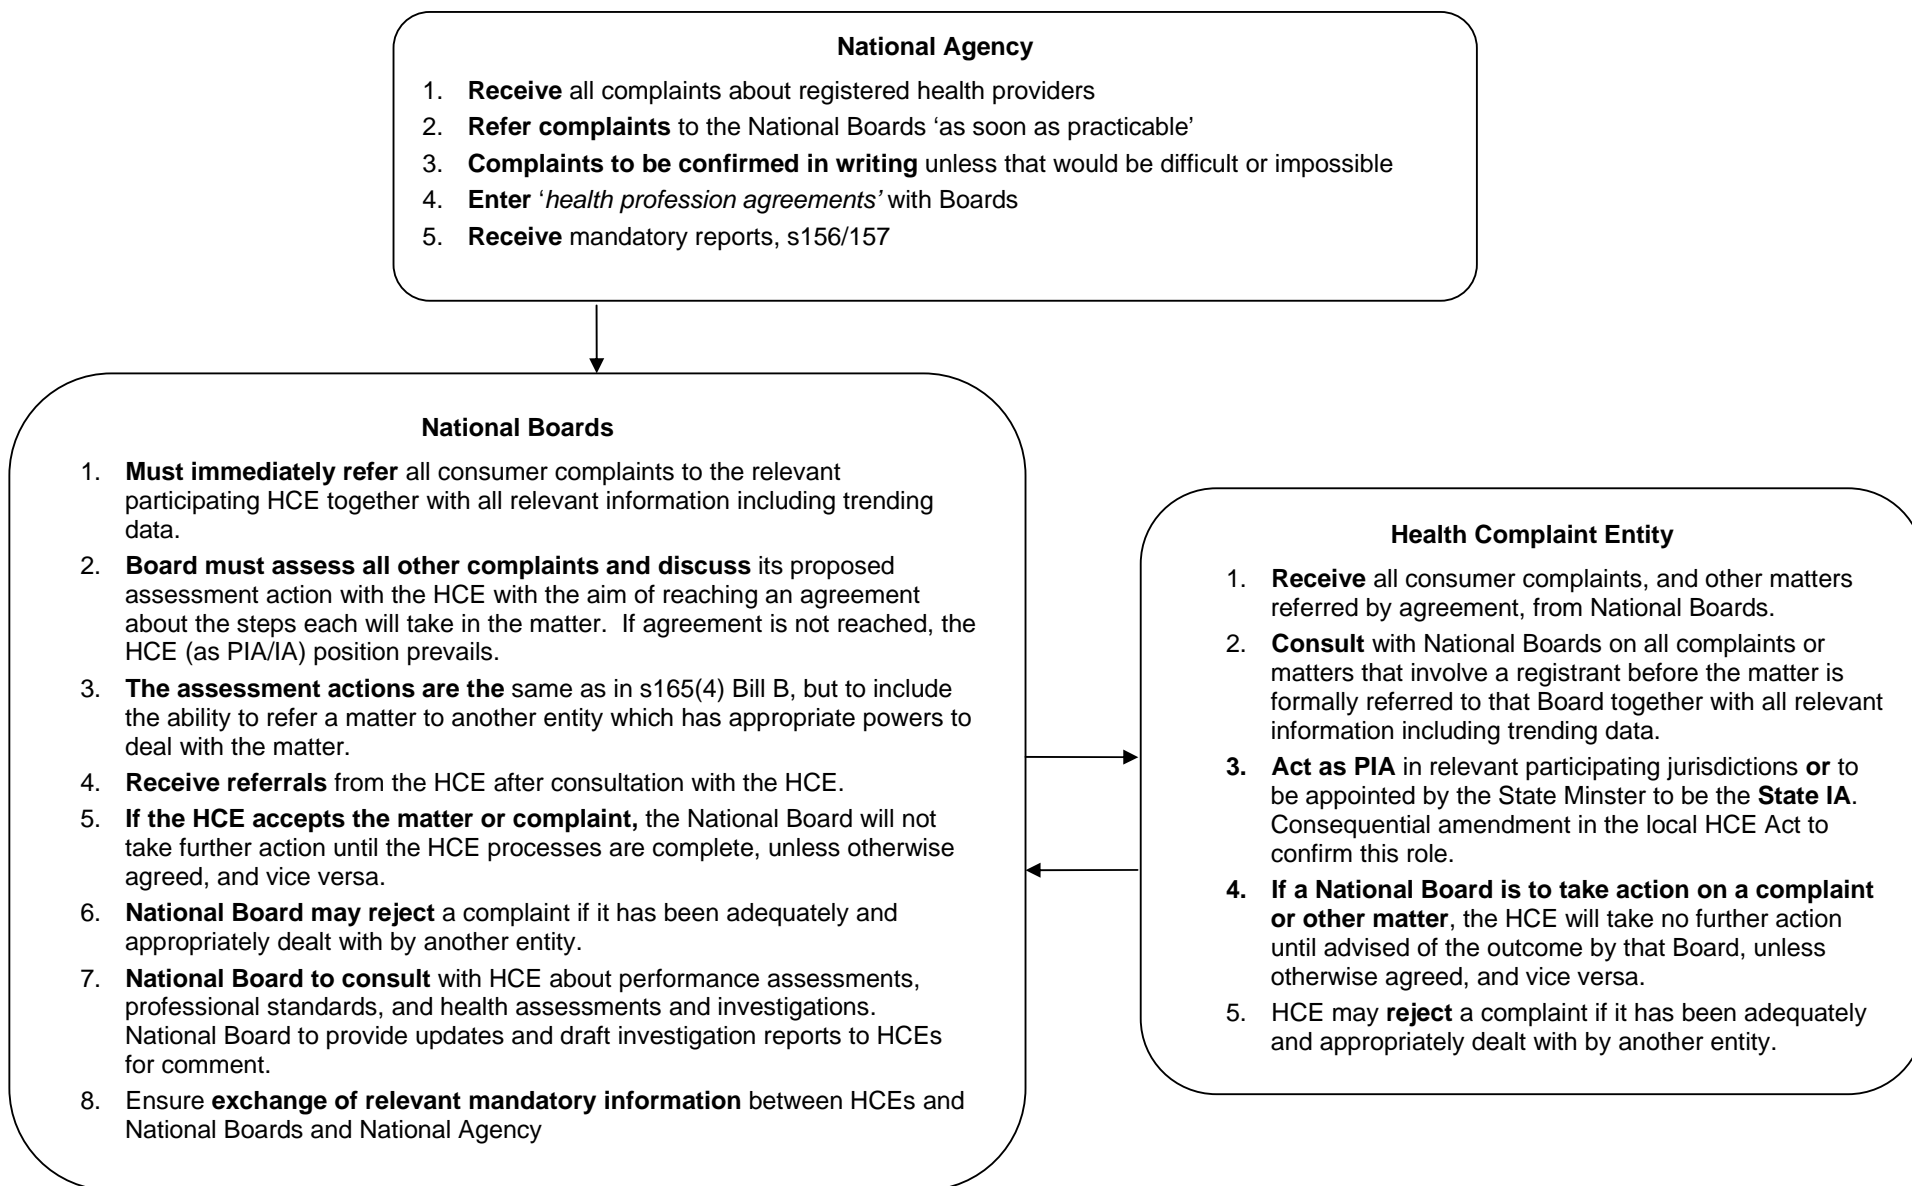 National Agency
1. Receive all complaints about registered health providers
2. Refer complaints to the National Boards ‘as soon as practicable’
3. Complaints to be confirmed in writing unless that would be difficult or impossible
4. Enter ‘health profession agreements’ with Boards
5. Receive mandatory reports, s156/157
National Boards
1. Must immediately refer all consumer complaints to the relevant
participating HCE together with all relevant information including trending
data.
2. Board must assess all other complaints and discuss its proposed
assessment action with the HCE with the aim of reaching an agreement
about the steps each will take in the matter. If agreement is not reached, the
HCE (as PIA/IA) position prevails.
3. The assessment actions are the same as in s165(4) Bill B, but to include
the ability to refer a matter to another entity which has appropriate powers to
deal with the matter.
4. Receive referrals from the HCE after consultation with the HCE.
5. If the HCE accepts the matter or complaint, the National Board will not
take further action until the HCE processes are complete, unless otherwise
agreed, and vice versa.
6. National Board may reject a complaint if it has been adequately and
appropriately dealt with by another entity.
7. National Board to consult with HCE about performance assessments,
professional standards, and health assessments and investigations.
National Board to provide updates and draft investigation reports to HCEs
for comment.
8. Ensure exchange of relevant mandatory information between HCEs and
National Boards and National Agency
Health Complaint Entity
1. Receive all consumer complaints, and other matters
referred by agreement, from National Boards.
2. Consult with National Boards on all complaints or
matters that involve a registrant before the matter is
formally referred to that Board together with all relevant
information including trending data.
3. Act as PIA in relevant participating jurisdictions or to
be appointed by the State Minster to be the State IA.
Consequential amendment in the local HCE Act to
confirm this role.
4. If a National Board is to take action on a complaint
or other matter, the HCE will take no further action
until advised of the outcome by that Board, unless
otherwise agreed, and vice versa.
5. HCE may reject a complaint if it has been adequately
and appropriately dealt with by another entity.